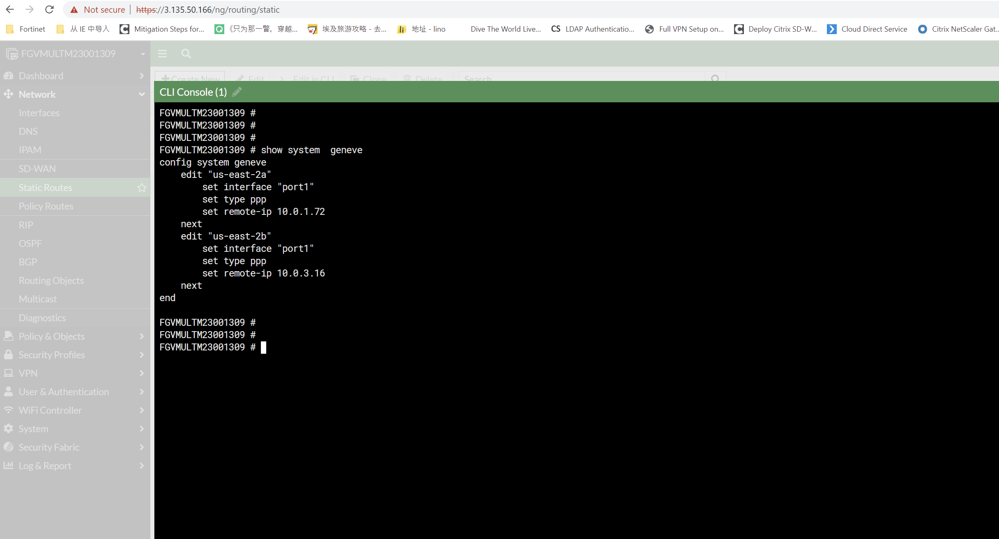 Not secure | https://3.135.50.166/ng/routing/static
Fortinet 从 IE 中导入 Mitigation Steps for... 《只为那一瞥，穿越... 埃及旅游攻略 - 去... 地址 - lino Dive The World Live... CS LDAP Authenticatio... Full VPN Setup on... Deploy Citrix SD-W... Cloud Direct Service Citrix NetScaler Gat...
FGVMULTM23001309
Dashboard
Network
Interfaces
DNS
IPAM
SD-WAN
Static Routes
Policy Routes
RIP
OSPF
BGP
Routing Objects
Multicast
Diagnostics
Policy & Objects
Security Profiles
VPN
User & Authentication
WiFi Controller
System
Security Fabric
Log & Report
Create New Edit Edit in CLI Clone Delete Search
CLI Console (1)
FGVMULTM23001309 #
FGVMULTM23001309 #
FGVMULTM23001309 #
FGVMULTM23001309 # show system  geneve
config system geneve
    edit "us-east-2a"
        set interface "port1"
        set type ppp
        set remote-ip 10.0.1.72
    next
    edit "us-east-2b"
        set interface "port1"
        set type ppp
        set remote-ip 10.0.3.16
    next
end
FGVMULTM23001309 #
FGVMULTM23001309 #
FGVMULTM23001309 #